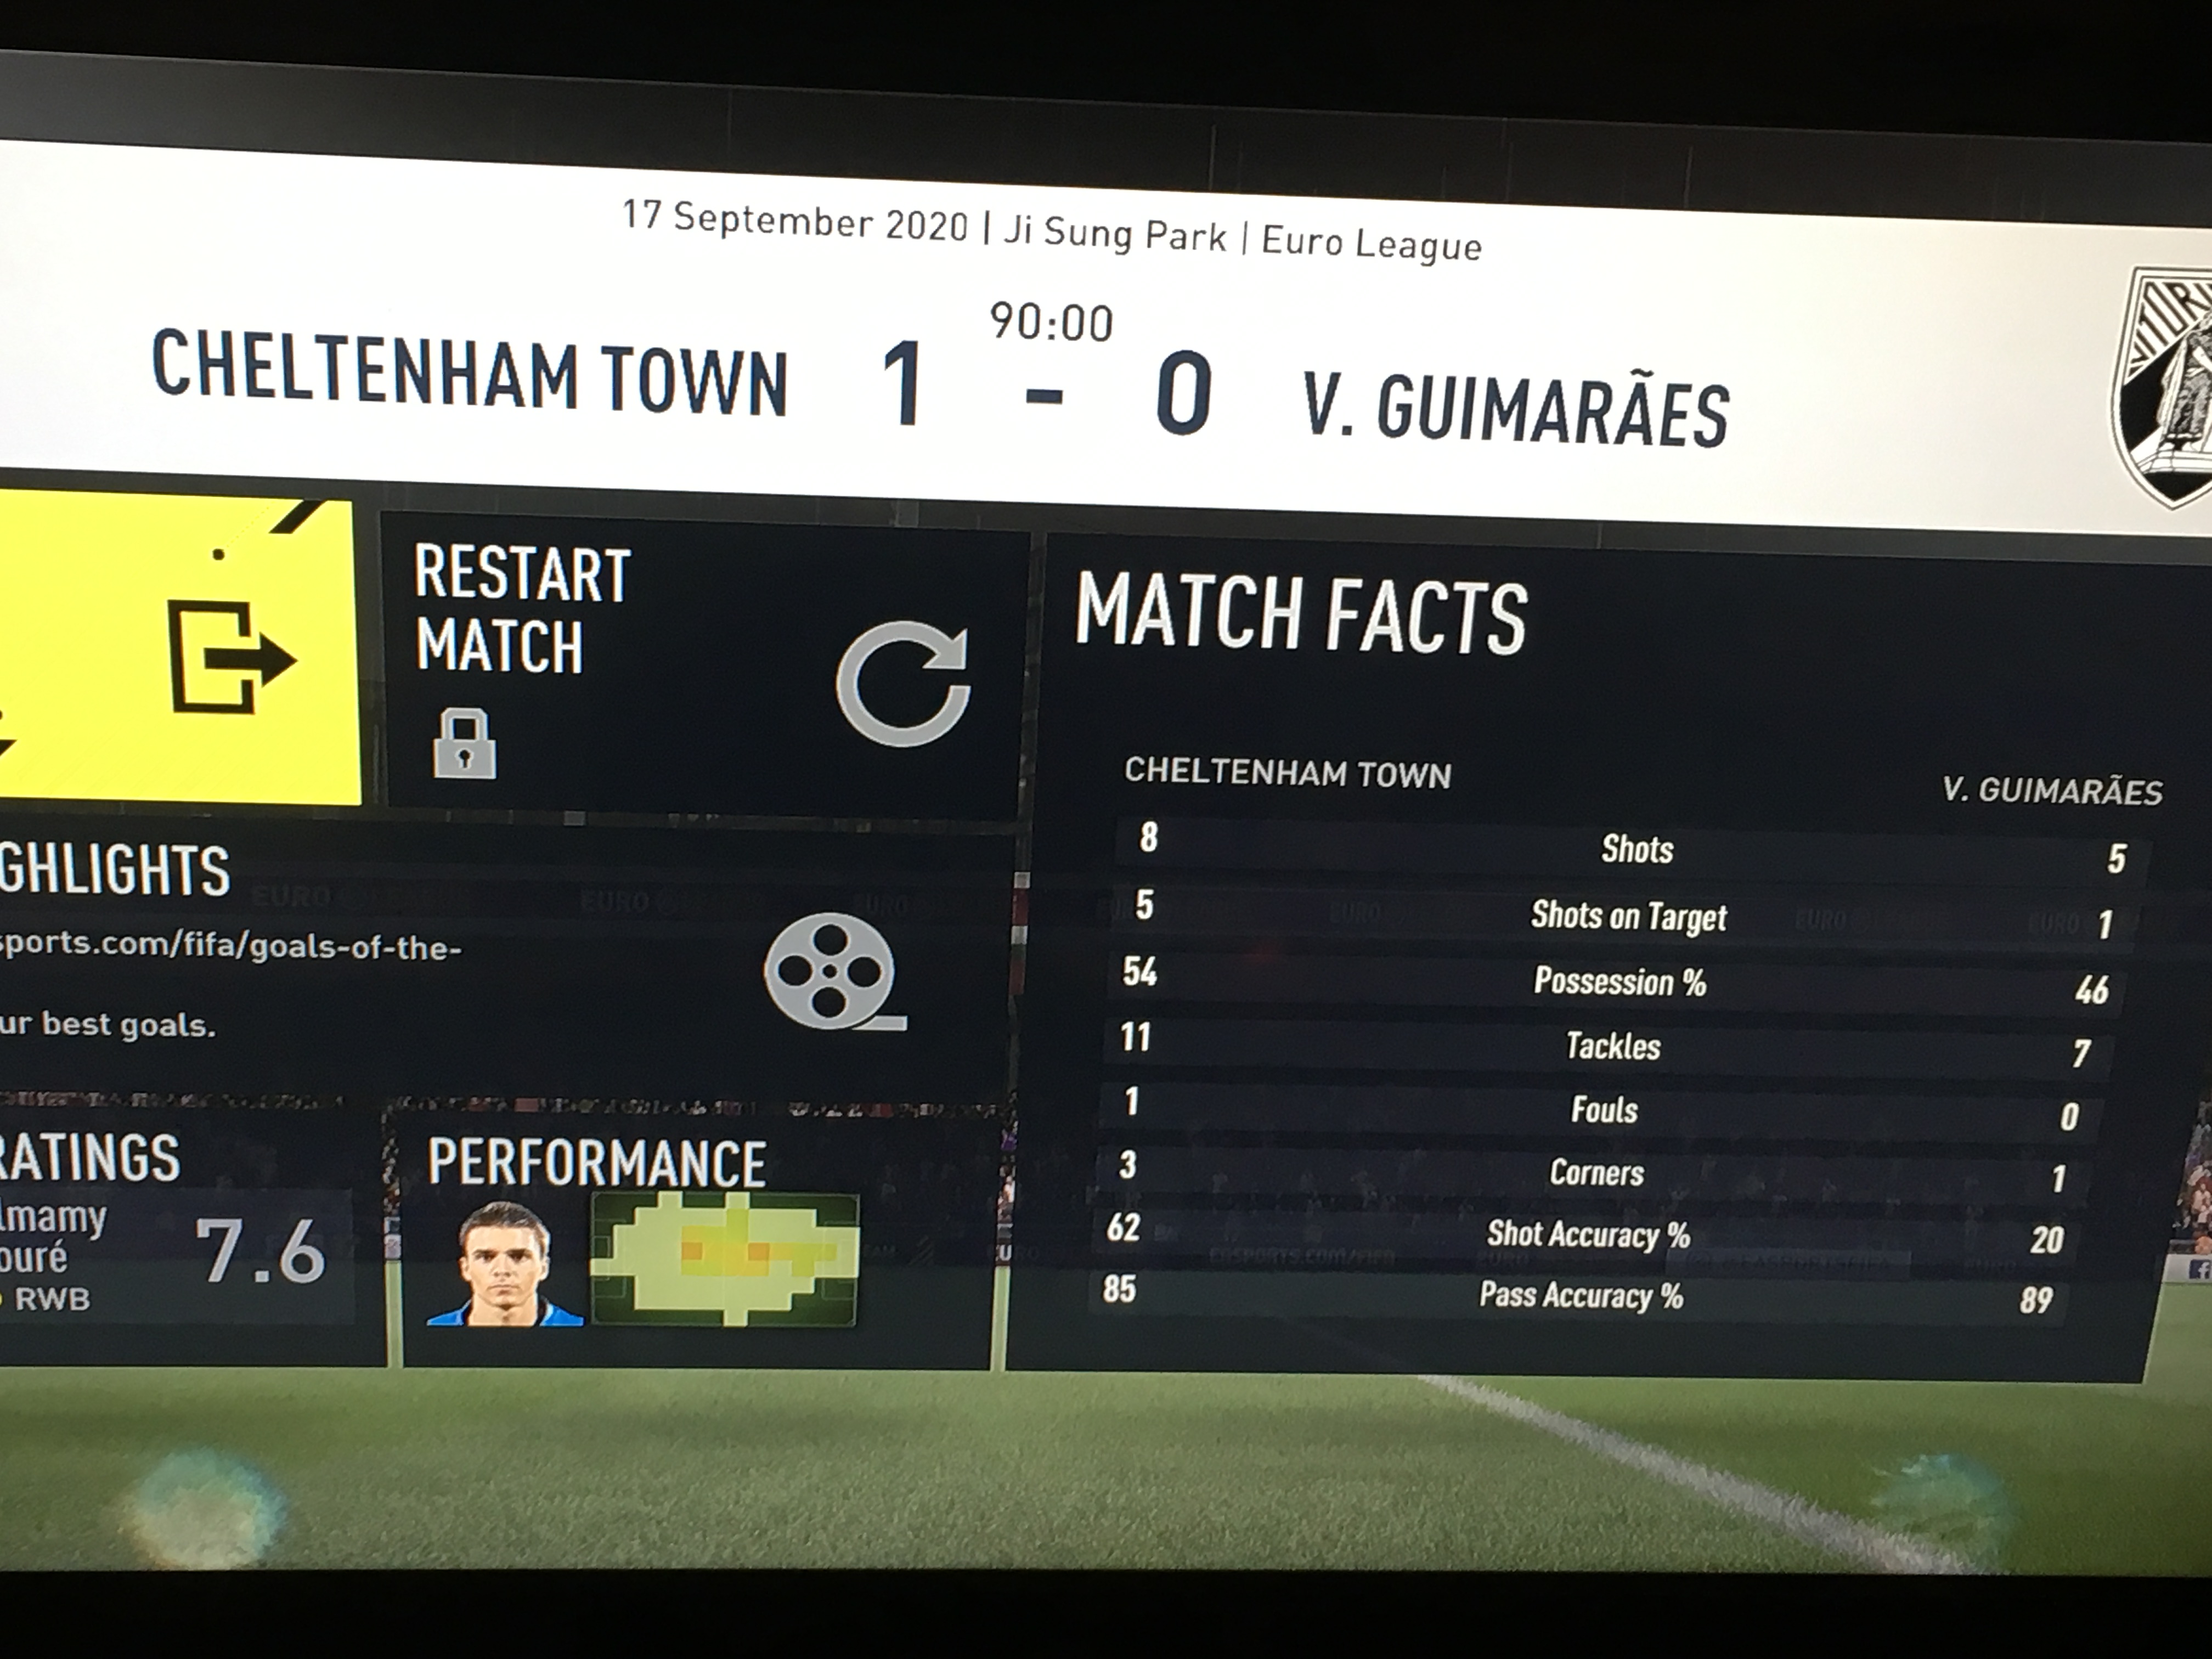 17 September 2020 | Ji Sung Park | Euro League
90:00
CHELTENHAM TOWN 1 - 0 V. GUIMARÃES
RESTART
MATCH
MATCH FACTS
CHELTENHAM TOWN V. GUIMARÃES
8 Shots 5
5 Shots on Target 1
54 Possession % 46
11 Tackles 7
1 Fouls 0
3 Corners 1
62 Shot Accuracy % 20
85 Pass Accuracy % 89
GHLIGHTS
sports.com/fifa/goals-of-the-
ur best goals.
RATINGS
lmamy
ouré
RWB
7.6
PERFORMANCE